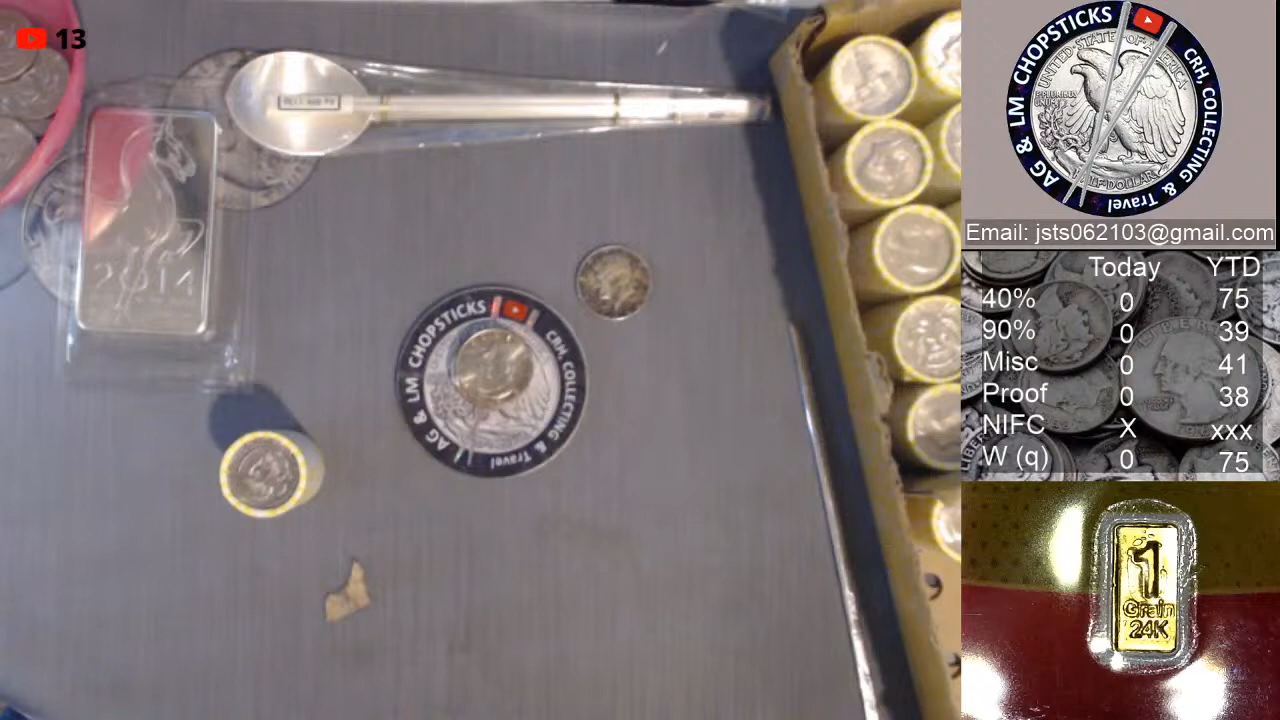 13
AG & LM CHOPSTICKS
CRH, COLLECTING & Travel
UNITED STATES OF AMERICA
HALF DOLLAR
Email: jsts062103@gmail.com
Today YTD
40% 0 75
90% 0 39
Misc 0 41
Proof 0 38
NIFC X xxx
W (q) 0 75
2014
AG & LM CHOPSTICKS
CRH, COLLECTING & Travel
1
Grain
24K